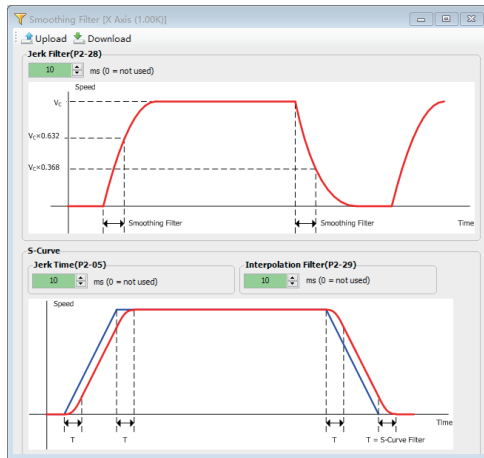 Smoothing Filter [X Axis (1.00K)]
Upload Download
Jerk Filter(P2-28)
10 ms (0 = not used)
Speed
Vc
Vc×0.632
Vc×0.368
Smoothing Filter Smoothing Filter Time
S-Curve
Jerk Time(P2-05) Interpolation Filter(P2-29)
10 ms (0 = not used) 10 ms (0 = not used)
Speed
Time
T T T T = S-Curve Filter